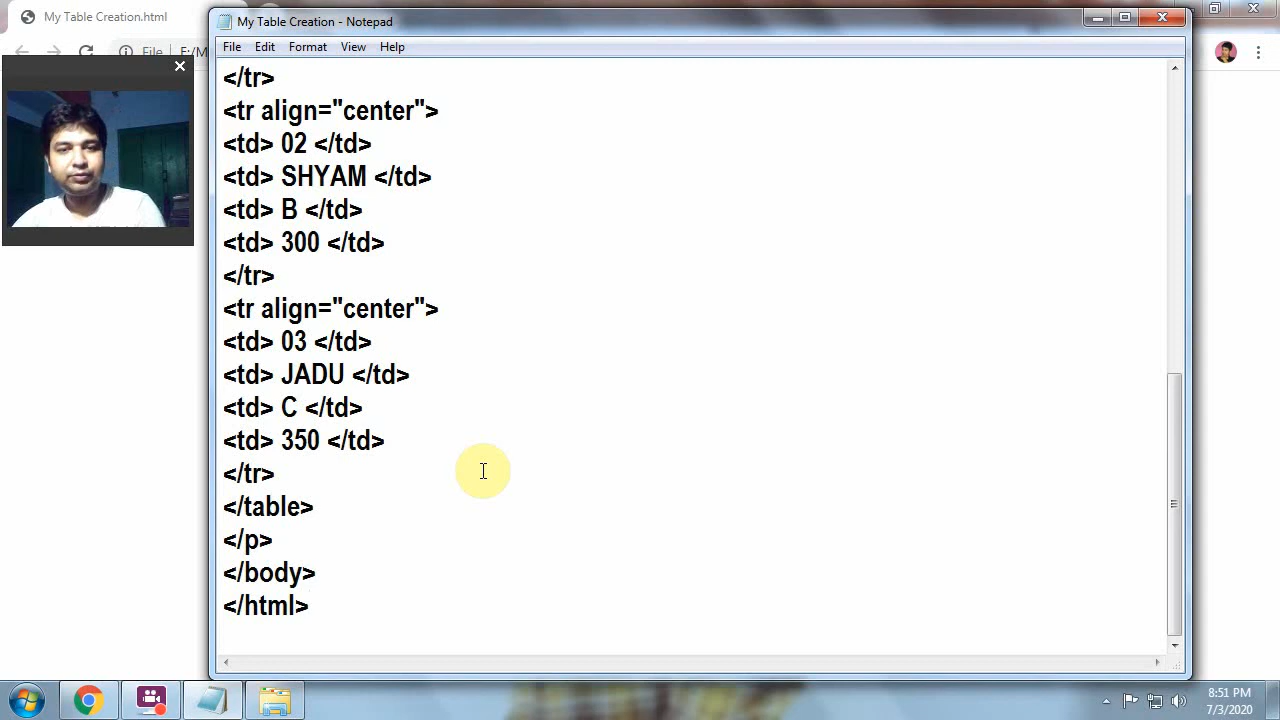 My Table Creation.html
My Table Creation - Notepad
File
F:/M
File Edit Format View Help
</tr>
<tr align="center">
<td> 02 </td>
<td> SHYAM </td>
<td> B </td>
<td> 300 </td>
</tr>
<tr align="center">
<td> 03 </td>
<td> JADU </td>
<td> C </td>
<td> 350 </td>
</tr>
</table>
</p>
</body>
</html>
8:51 PM
7/3/2020